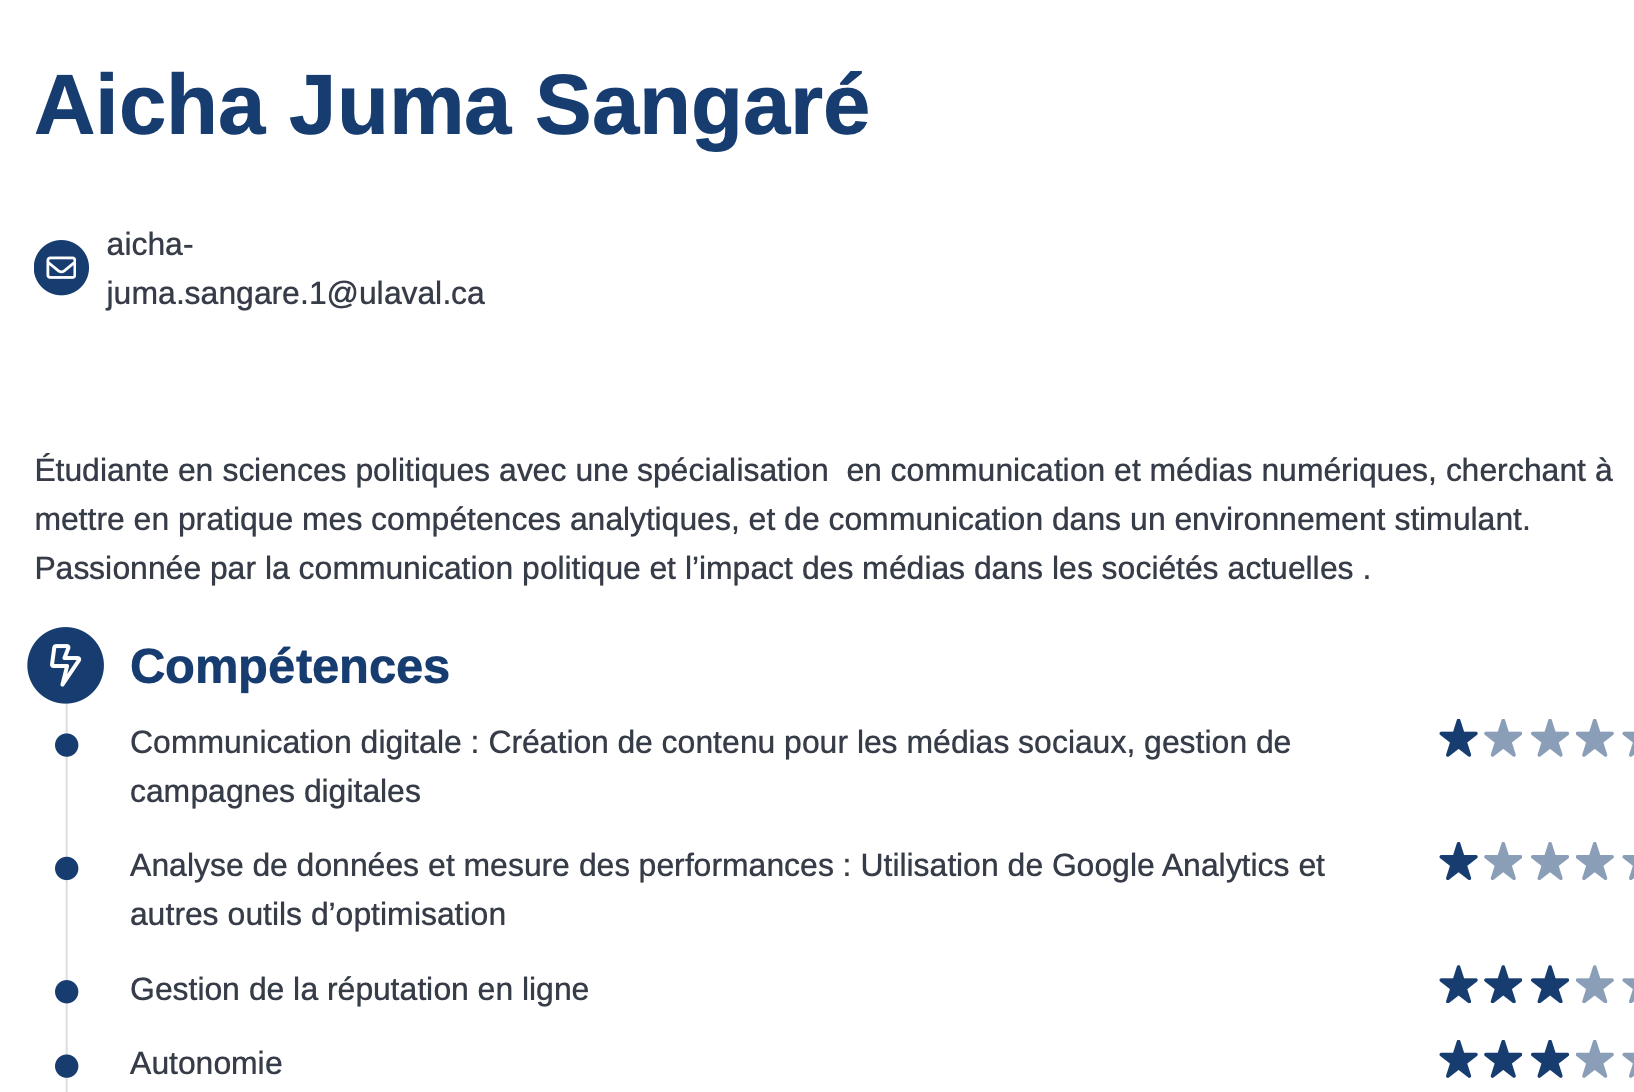 Aicha Juma Sangaré
aicha-
juma.sangare.1@ulaval.ca
Étudiante en sciences politiques avec une spécialisation  en communication et médias numériques, cherchant à
mettre en pratique mes compétences analytiques, et de communication dans un environnement stimulant.
Passionnée par la communication politique et l’impact des médias dans les sociétés actuelles .
Compétences
Communication digitale : Création de contenu pour les médias sociaux, gestion de
campagnes digitales
Analyse de données et mesure des performances : Utilisation de Google Analytics et
autres outils d’optimisation
Gestion de la réputation en ligne
Autonomie